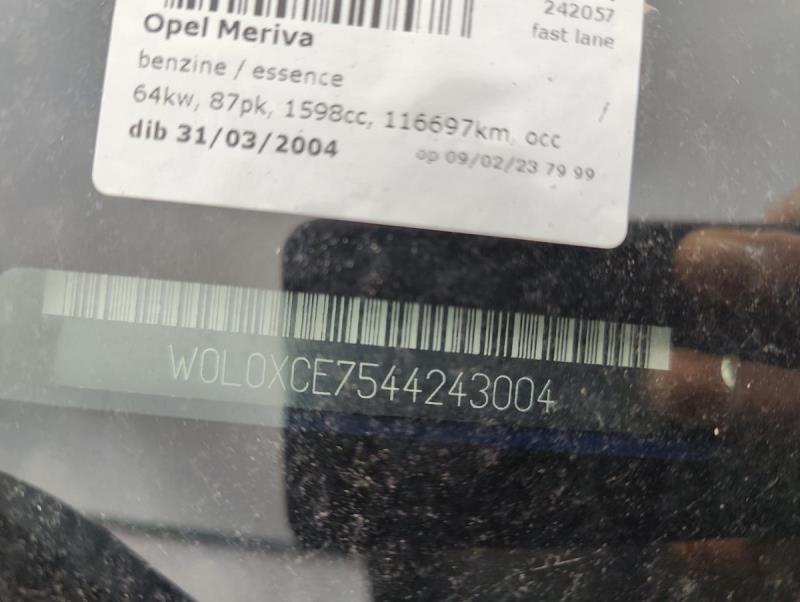 242057
fast lane
Opel Meriva
benzine / essence
64kw, 87pk, 1598cc, 116697km, occ
dib 31/03/2004
op 09/02/23 79 99
W0L0XCE7544243004